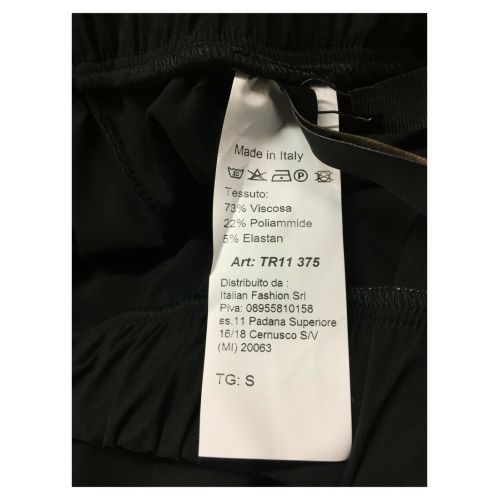 Made in Italy
Tessuto:
73% Viscosa
22% Poliammide
5% Elastan
Art: TR11 375
Distribuito da :
Italian Fashion Srl
Piva: 08955810158
ss.11 Padana Superiore
16/18 Cernusco S/V
(MI) 20063
TG: S